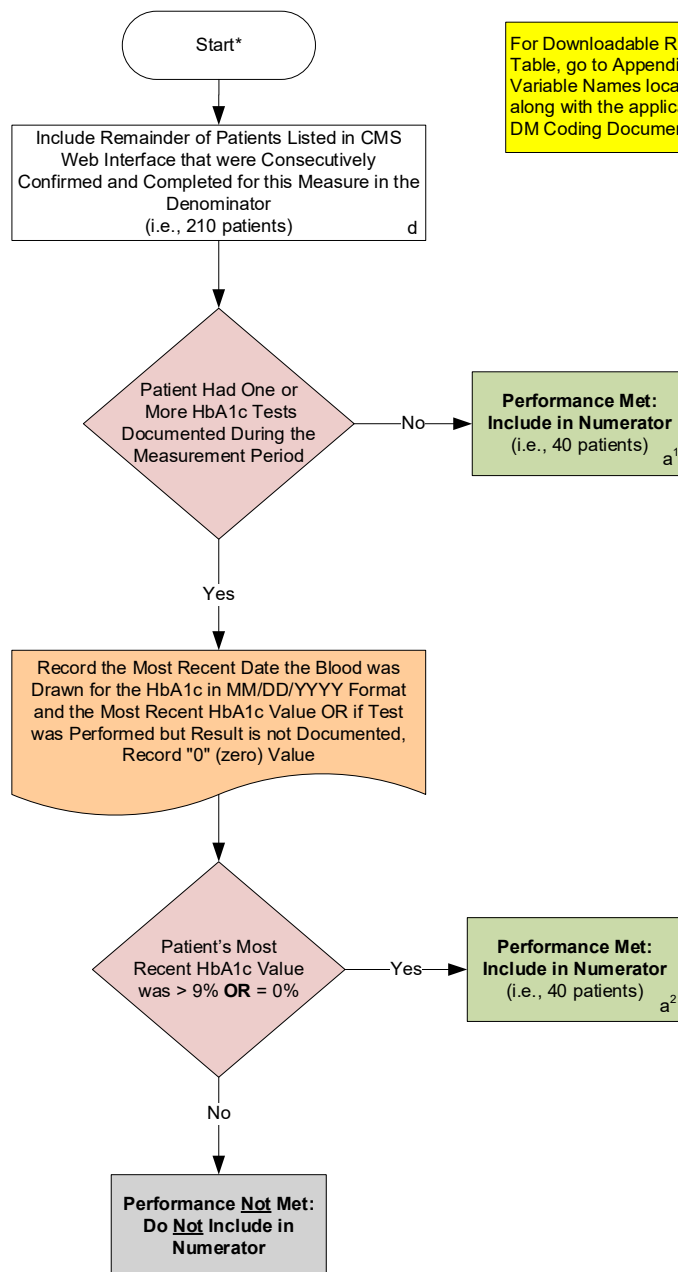 Start*
For Downloadable R
Table, go to Appendi
Variable Names loca
along with the applica
DM Coding Documen
Include Remainder of Patients Listed in CMS
Web Interface that were Consecutively
Confirmed and Completed for this Measure in the
Denominator
(i.e., 210 patients)
d
Patient Had One or
More HbA1c Tests
Documented During the
Measurement Period
No
Performance Met:
Include in Numerator
(i.e., 40 patients)
a¹
Yes
Record the Most Recent Date the Blood was
Drawn for the HbA1c in MM/DD/YYYY Format
and the Most Recent HbA1c Value OR if Test
was Performed but Result is not Documented,
Record "0" (zero) Value
Patient’s Most
Recent HbA1c Value
was > 9% OR = 0%
Yes
Performance Met:
Include in Numerator
(i.e., 40 patients)
a²
No
Performance Not Met:
Do Not Include in
Numerator